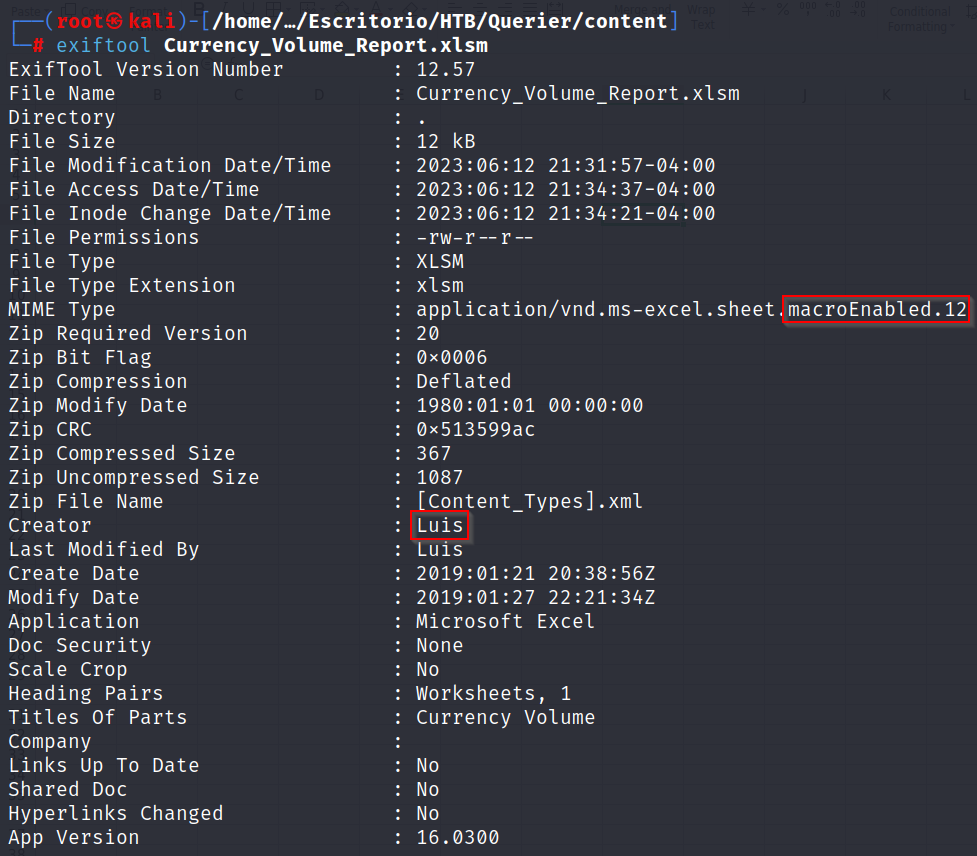 ┌──(root㉿kali)-[/home/…/Escritorio/HTB/Querier/content]
└─# exiftool Currency_Volume_Report.xlsm
ExifTool Version Number : 12.57
File Name : Currency_Volume_Report.xlsm
Directory : .
File Size : 12 kB
File Modification Date/Time : 2023:06:12 21:31:57-04:00
File Access Date/Time : 2023:06:12 21:34:37-04:00
File Inode Change Date/Time : 2023:06:12 21:34:21-04:00
File Permissions : -rw-r--r--
File Type : XLSM
File Type Extension : xlsm
MIME Type : application/vnd.ms-excel.sheet.macroEnabled.12
Zip Required Version : 20
Zip Bit Flag : 0×0006
Zip Compression : Deflated
Zip Modify Date : 1980:01:01 00:00:00
Zip CRC : 0×513599ac
Zip Compressed Size : 367
Zip Uncompressed Size : 1087
Zip File Name : [Content_Types].xml
Creator : Luis
Last Modified By : Luis
Create Date : 2019:01:21 20:38:56Z
Modify Date : 2019:01:27 22:21:34Z
Application : Microsoft Excel
Doc Security : None
Scale Crop : No
Heading Pairs : Worksheets, 1
Titles Of Parts : Currency Volume
Company :
Links Up To Date : No
Shared Doc : No
Hyperlinks Changed : No
App Version : 16.0300